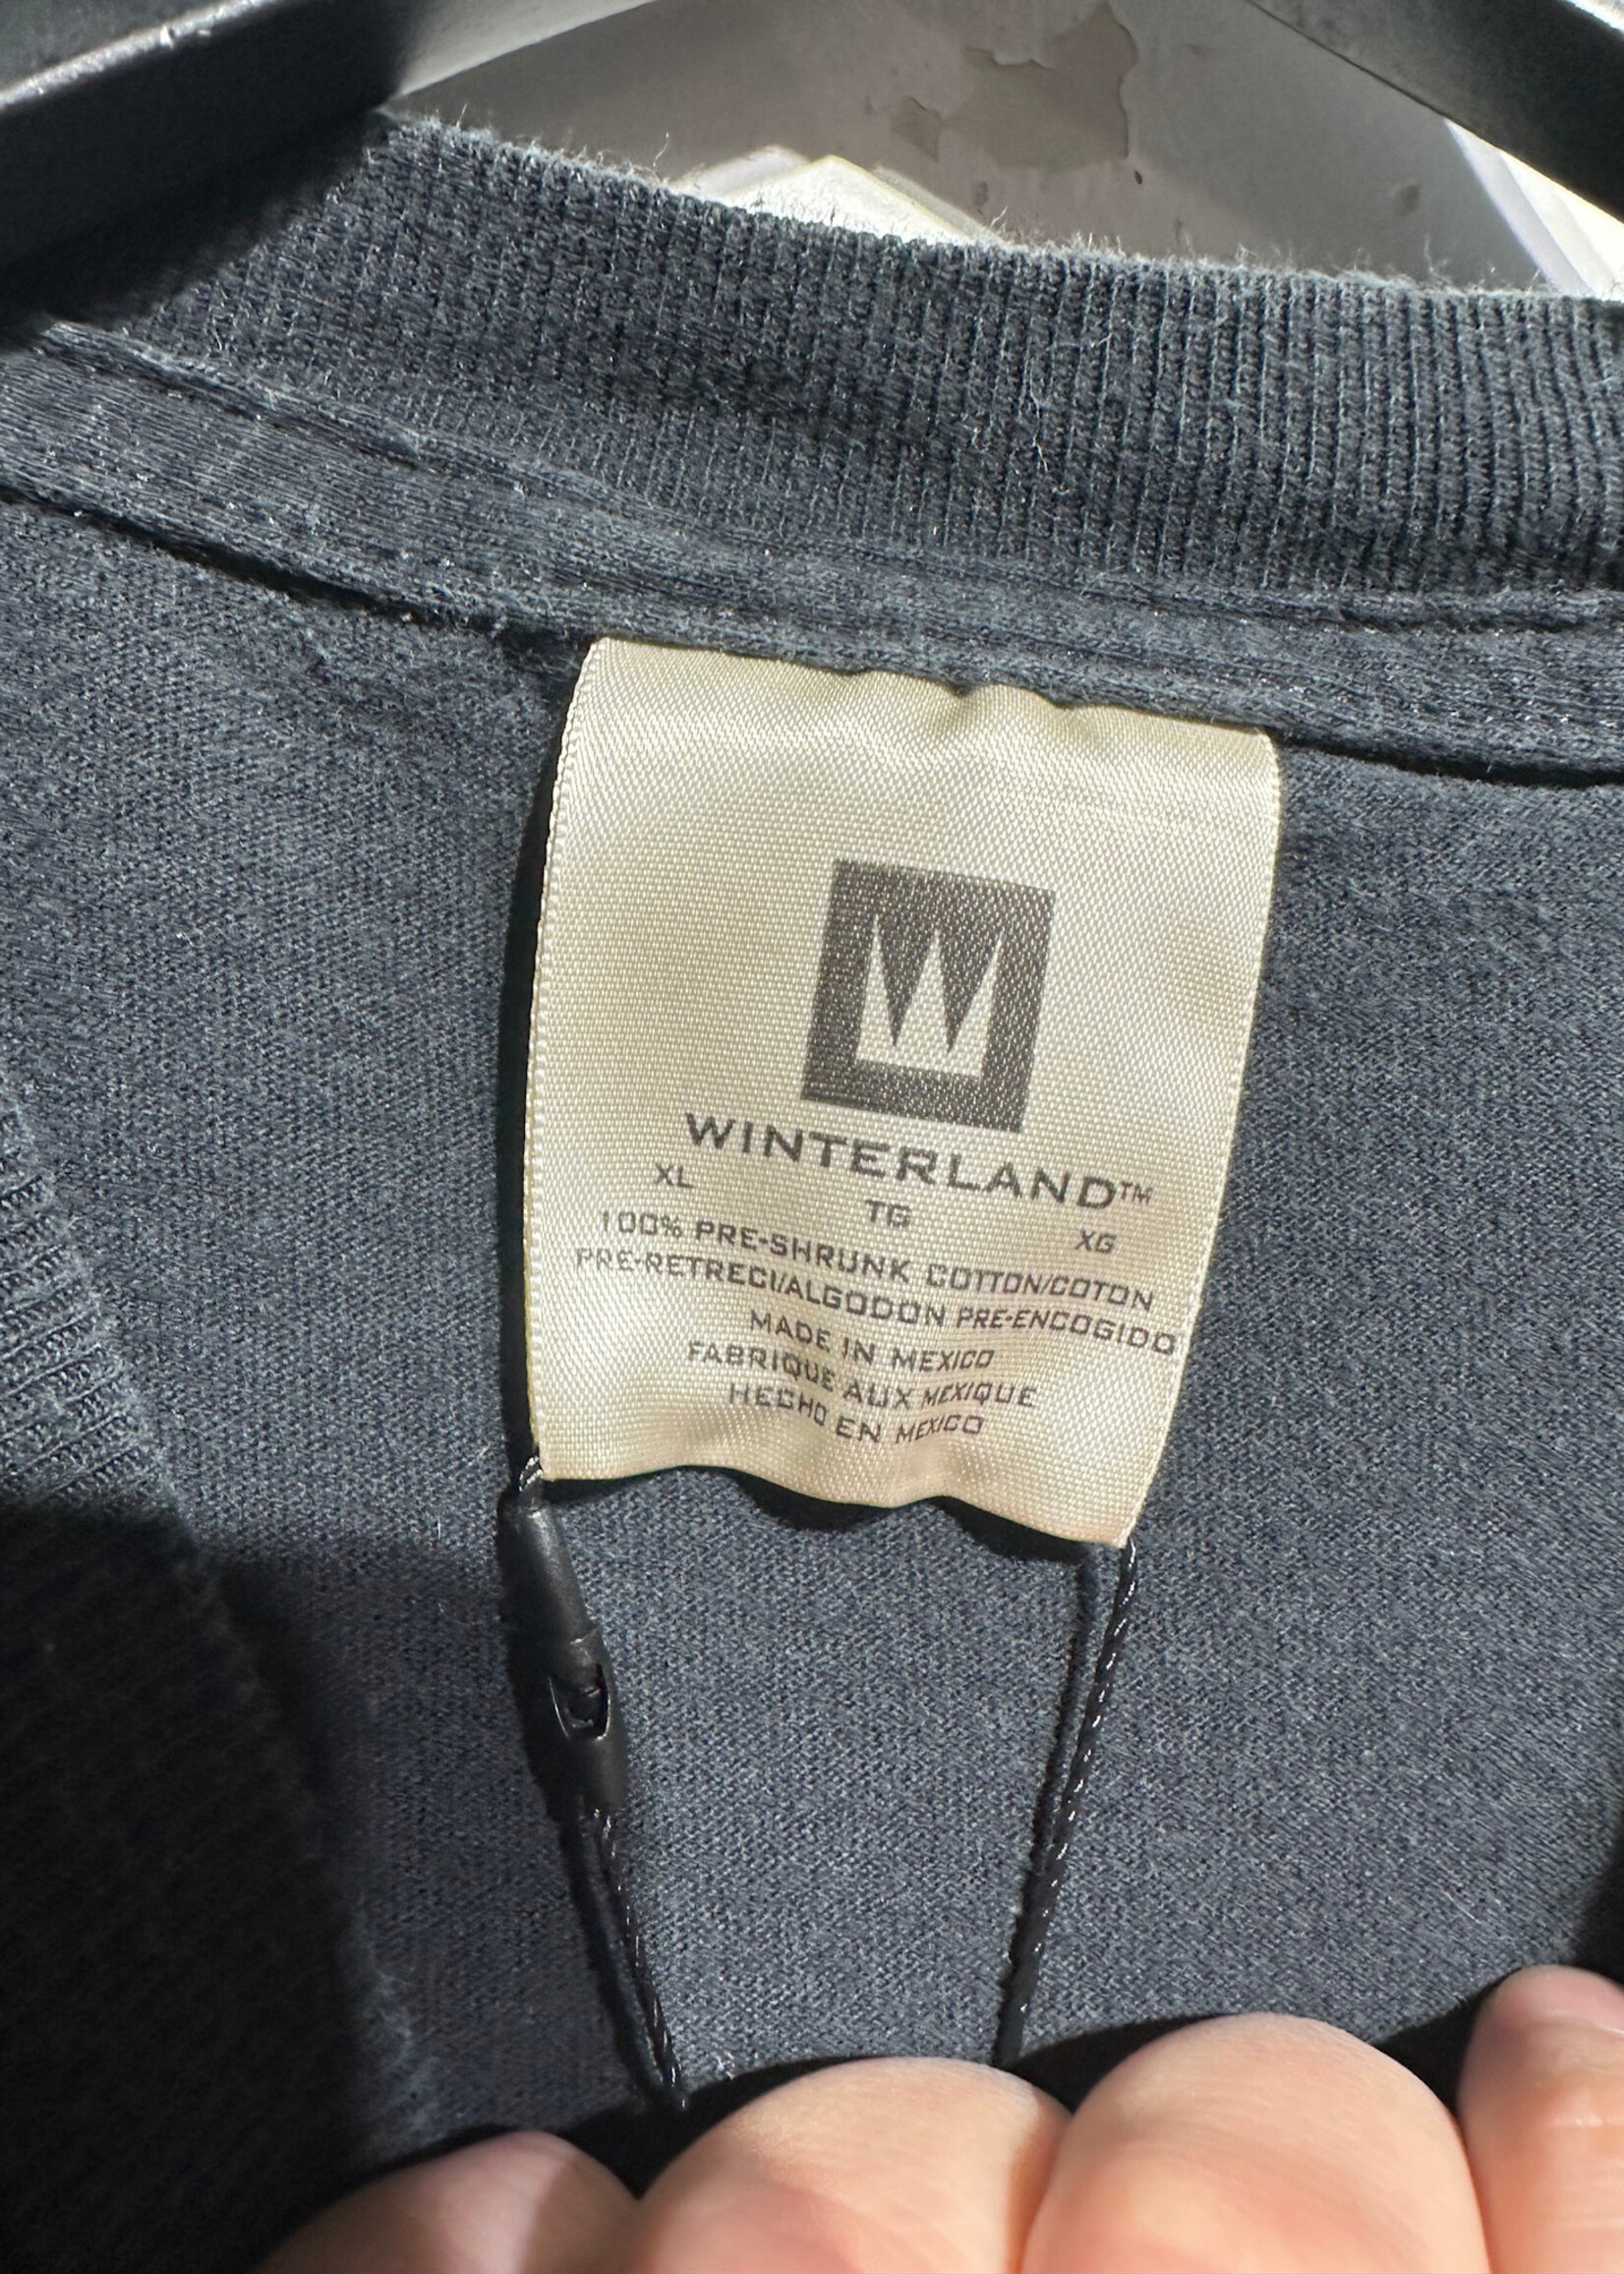 W
WINTERLAND™
XL TG XG
100% PRE-SHRUNK COTTON/COTON
PRE-RETRECI/ALGODON PRE-ENCOGIDO
MADE IN MEXICO
FABRIQUE AUX MEXIQUE
HECHO EN MEXICO